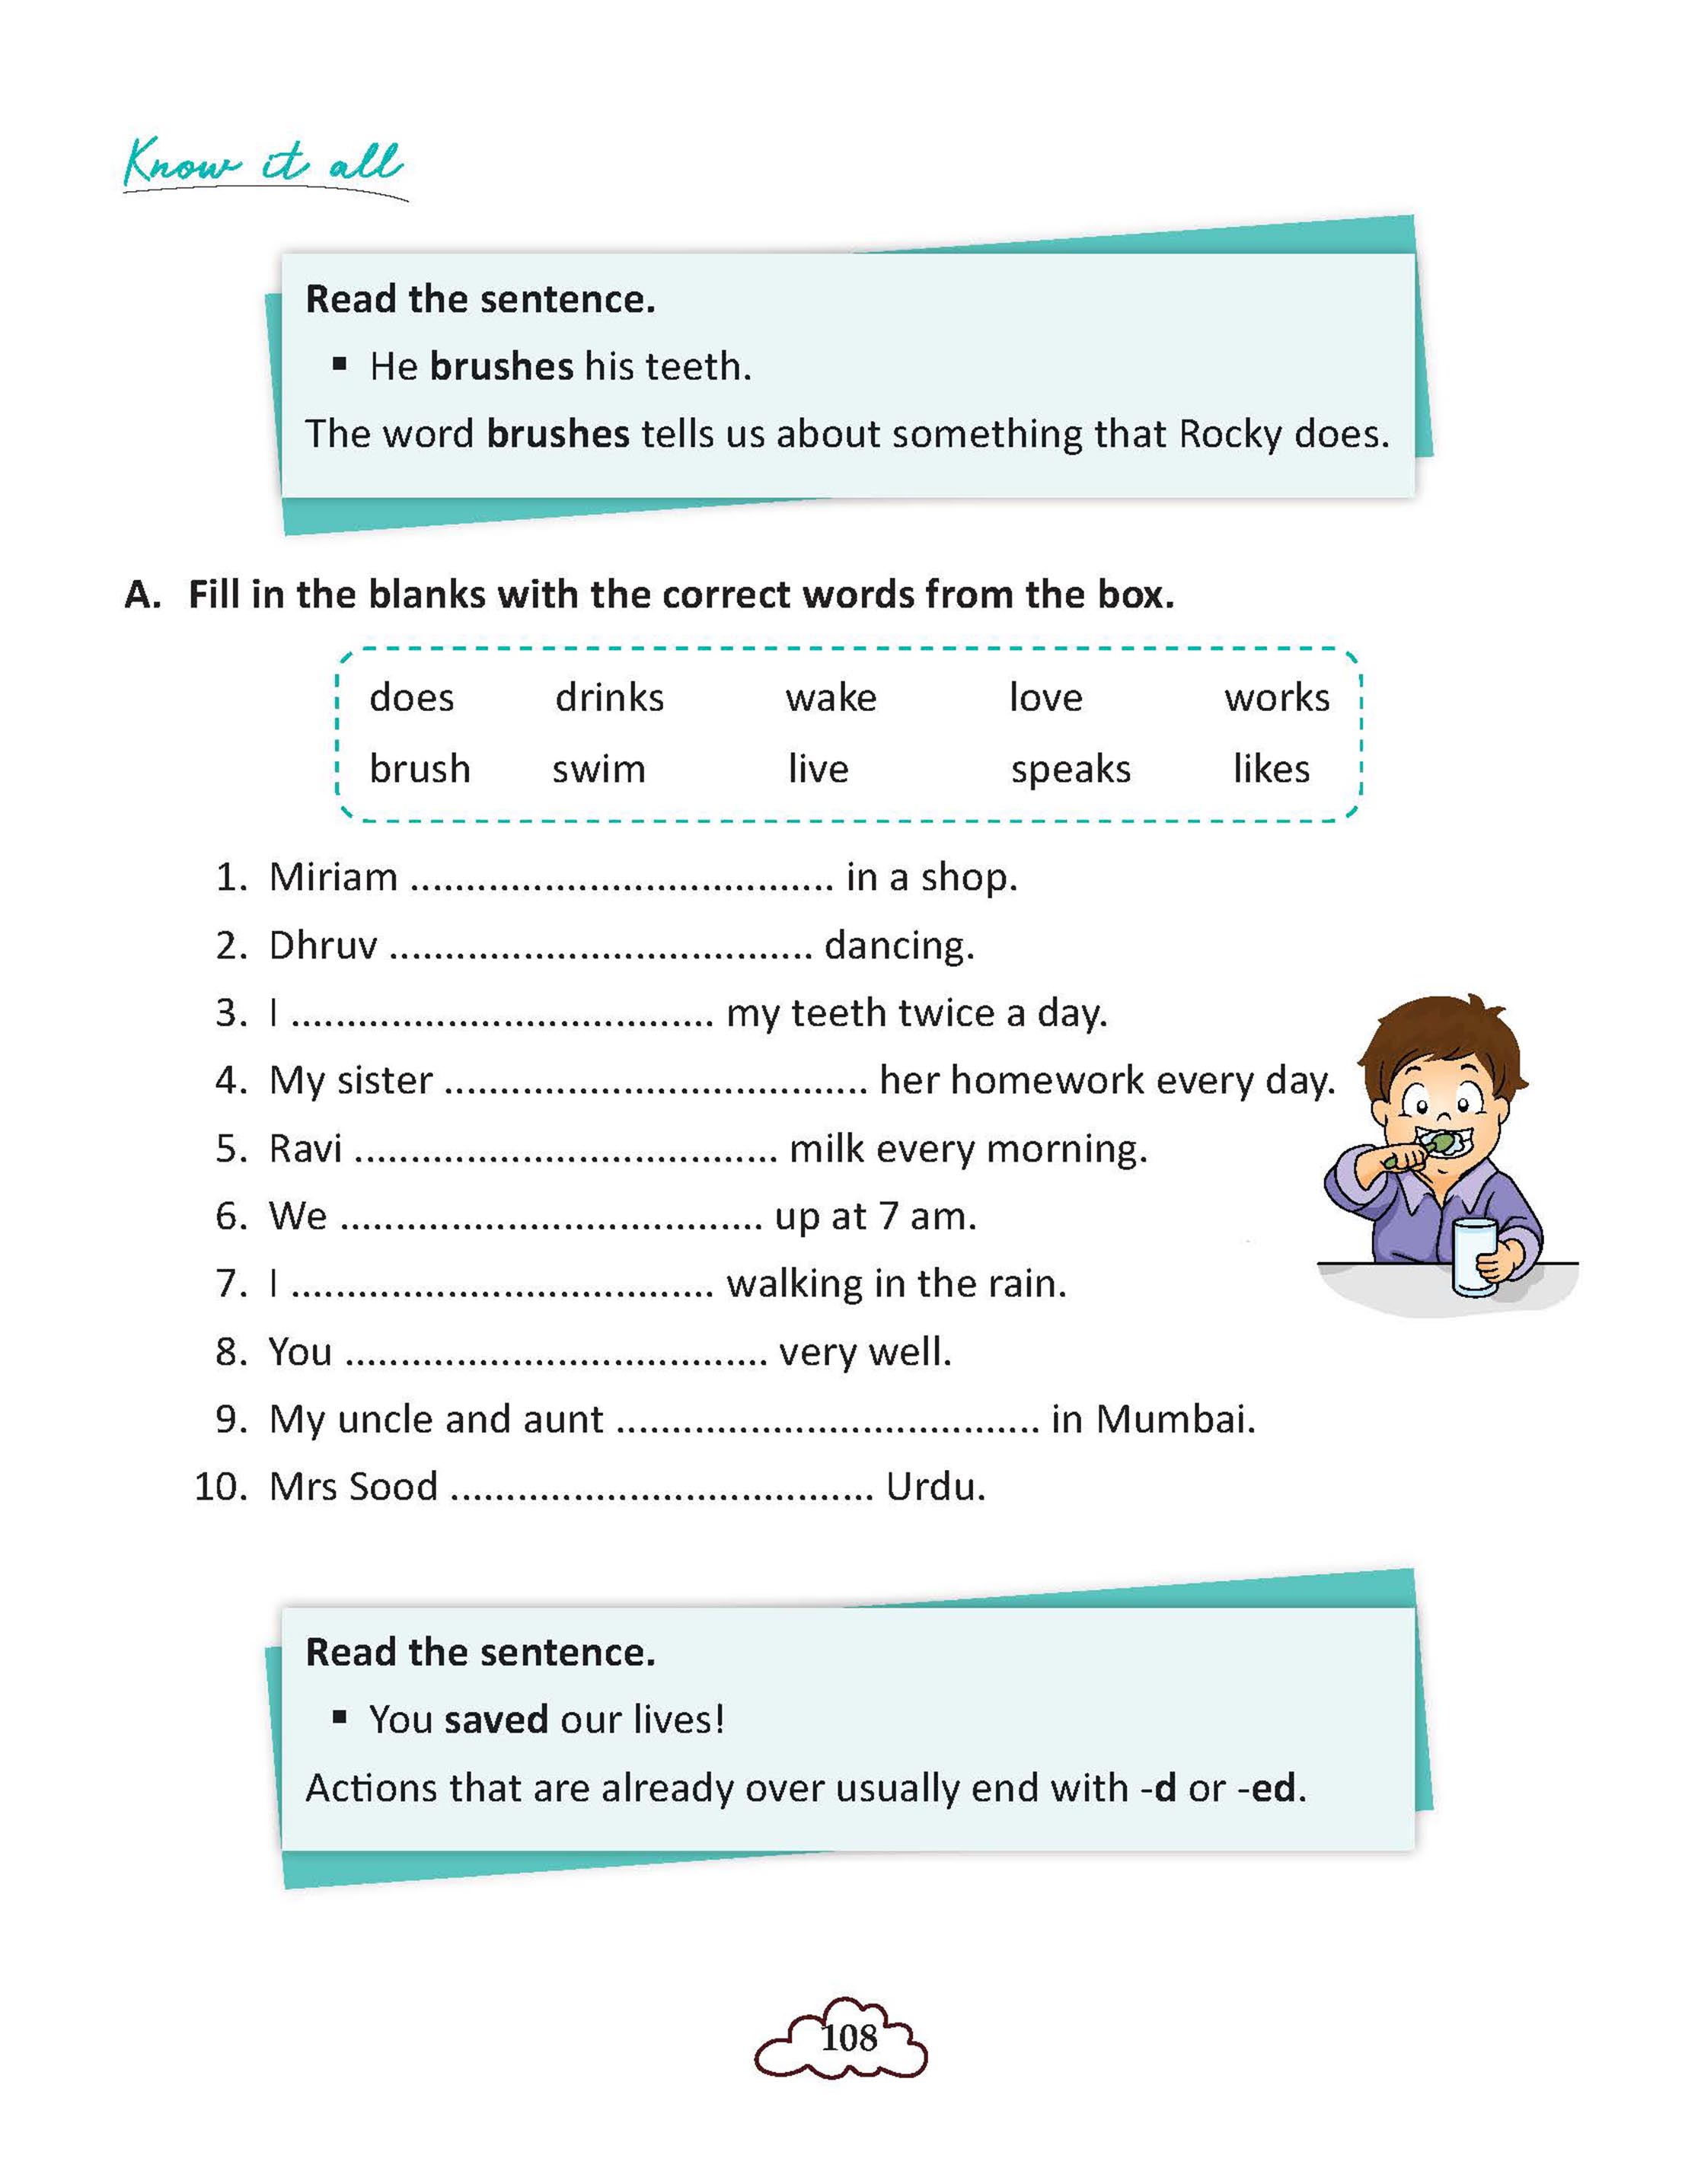 Know it all
Read the sentence.
▪ He brushes his teeth.
The word brushes tells us about something that Rocky does.
A. Fill in the blanks with the correct words from the box.
does drinks wake love works
brush swim live speaks likes
1. Miriam ...................................... in a shop.
2. Dhruv ...................................... dancing.
3. I ...................................... my teeth twice a day.
4. My sister ...................................... her homework every day.
5. Ravi ...................................... milk every morning.
6. We ...................................... up at 7 am.
7. I ...................................... walking in the rain.
8. You ...................................... very well.
9. My uncle and aunt ...................................... in Mumbai.
10. Mrs Sood ...................................... Urdu.
Read the sentence.
▪ You saved our lives!
Actions that are already over usually end with -d or -ed.
108